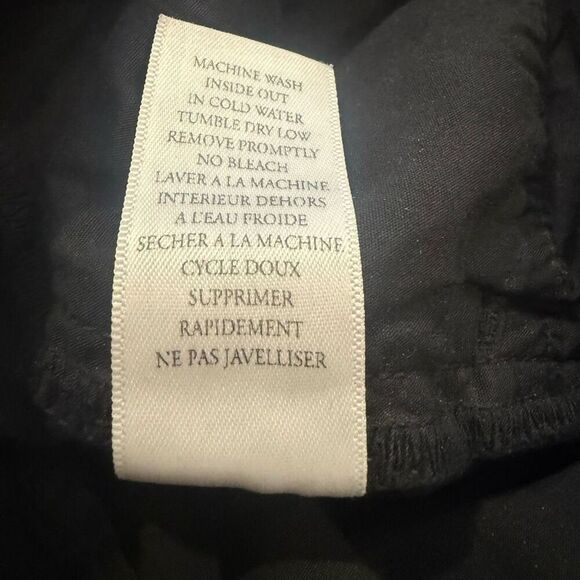 MACHINE WASH
INSIDE OUT
IN COLD WATER
TUMBLE DRY LOW
REMOVE PROMPTLY
NO BLEACH
LAVER A LA MACHINE
INTERIEUR DEHORS
A L'EAU FROIDE
SECHER A LA MACHINE
CYCLE DOUX
SUPPRIMER
RAPIDEMENT
NE PAS JAVELLISER